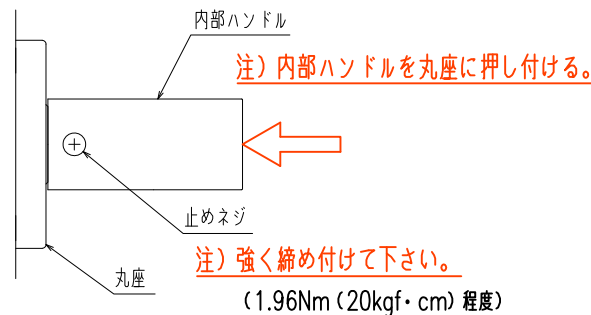 内部ハンドル
注）内部ハンドルを丸座に押し付ける。
止めネジ
注）強く締め付けて下さい。
丸座
（1.96Nm（20kgf・cm）程度）